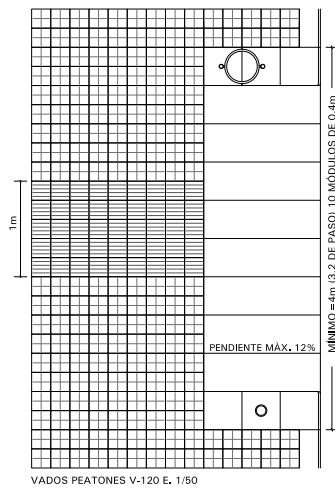 1m
MÍNIMO = 4m (3,2 DE PASO) 10 MÓDULOS DE 0.4m
PENDIENTE MÀX. 12%
VADOS PEATONES V-120 E. 1/50